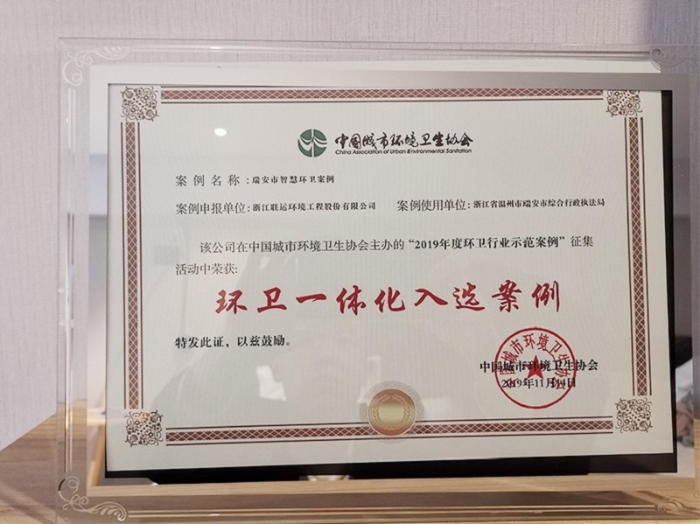 中国城市环境卫生协会
China Association of Urban Environmental Sanitation
案例名称：瑞安市智慧环卫案例
案例申报单位：浙江联运环境工程股份有限公司 案例使用单位：浙江省温州市瑞安市综合行政执法局
该公司在中国城市环境卫生协会主办的“2019年度环卫行业示范案例”征集
活动中荣获：
环卫一体化入选案例
特发此证，以兹鼓励。
中国城市环境卫生协会
2019年11月14日